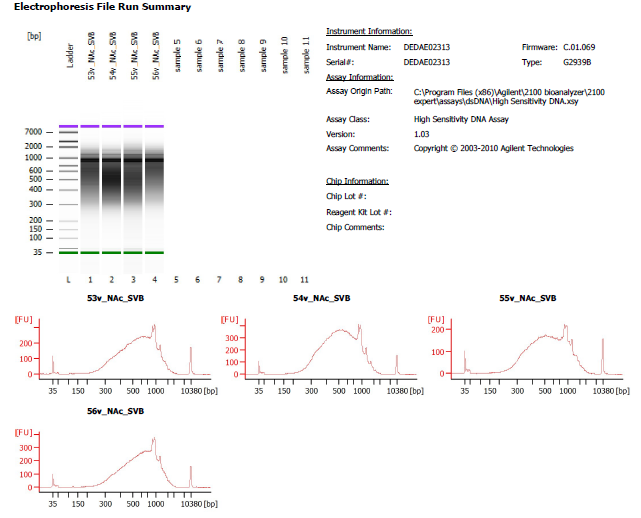 Electrophoresis File Run Summary
[bp]
Ladder
53v_NAc_SVB
54v_NAc_SVB
55v_NAc_SVB
56v_NAc_SVB
sample 5
sample 6
sample 7
sample 8
sample 9
sample 10
sample 11
7000
2000
1000
600
500
400
300
200
150
100
35
L 1 2 3 4 5 6 7 8 9 10 11
Instrument Information:
Instrument Name: DEDAE02313 Firmware: C.01.069
Serial#: DEDAE02313 Type: G2939B
Assay Information:
Assay Origin Path: C:\Program Files (x86)\Agilent\2100 bioanalyzer\2100
expert\assays\dsDNA\High Sensitivity DNA.xsy
Assay Class: High Sensitivity DNA Assay
Version: 1.03
Assay Comments: Copyright © 2003-2010 Agilent Technologies
Chip Information:
Chip Lot #:
Reagent Kit Lot #:
Chip Comments:
53v_NAc_SVB
[FU]
200
100
0
35 150 300 500 1000 10380 [bp]
54v_NAc_SVB
[FU]
300
200
100
0
35 150 300 500 1000 10380 [bp]
55v_NAc_SVB
[FU]
200
100
0
35 150 300 500 1000 10380 [bp]
56v_NAc_SVB
[FU]
300
200
100
0
35 150 300 500 1000 10380 [bp]